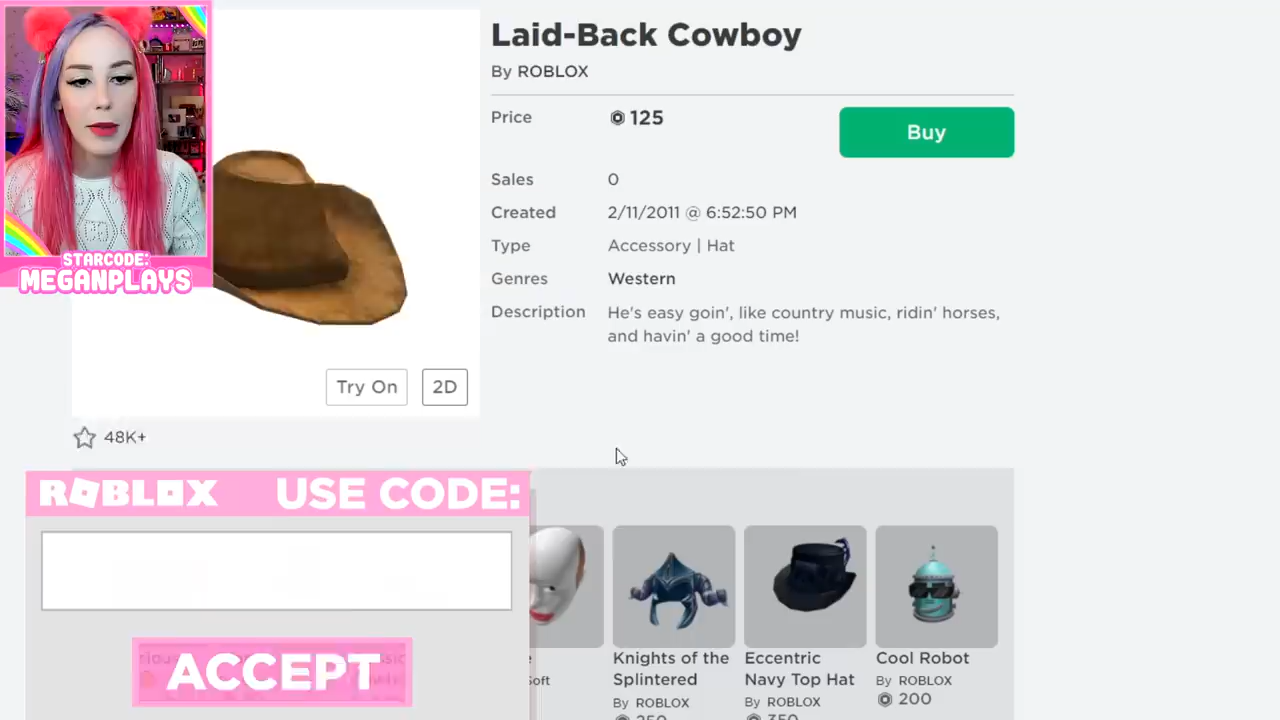 Laid-Back Cowboy
By ROBLOX
Price 125
Buy
Sales 0
Created 2/11/2011 @ 6:52:50 PM
Type Accessory | Hat
Genres Western
Description He's easy goin', like country music, ridin' horses,
and havin' a good time!
STARCODE:
MEGANPLAYS
Try On 2D
48K+
ROBLOX USE CODE:
ACCEPT
Knights of the
Splintered
By ROBLOX
250
Eccentric
Navy Top Hat
By ROBLOX
350
Cool Robot
By ROBLOX
200